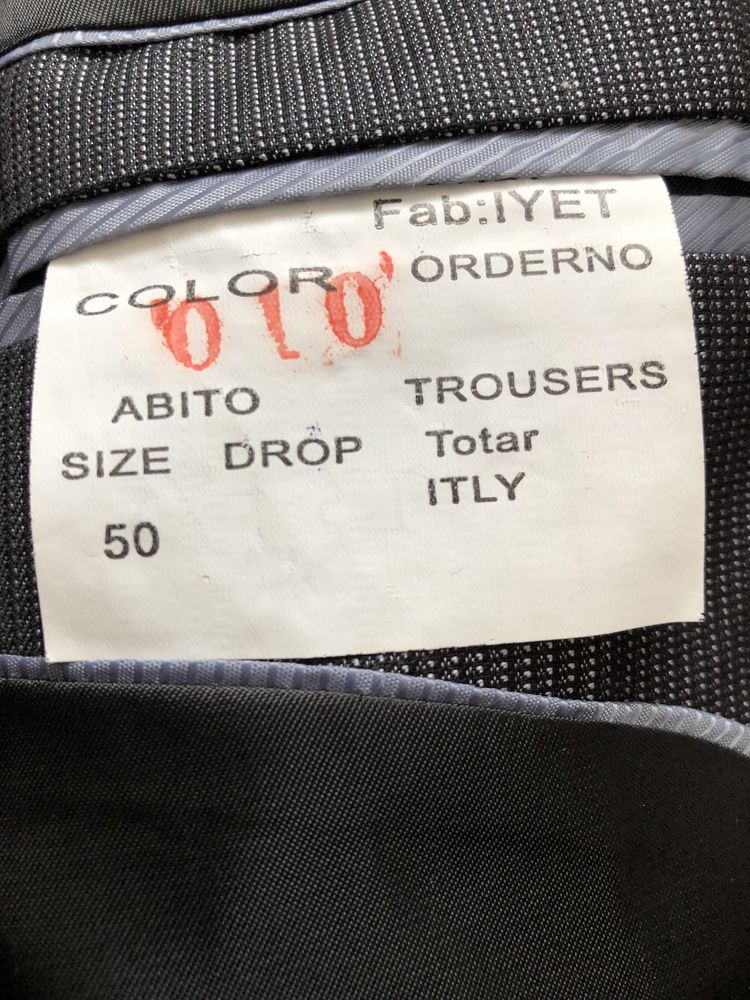 Fab:IYET
COLOR 010 ORDERNO
ABITO TROUSERS
SIZE DROP Totar
ITLY
50